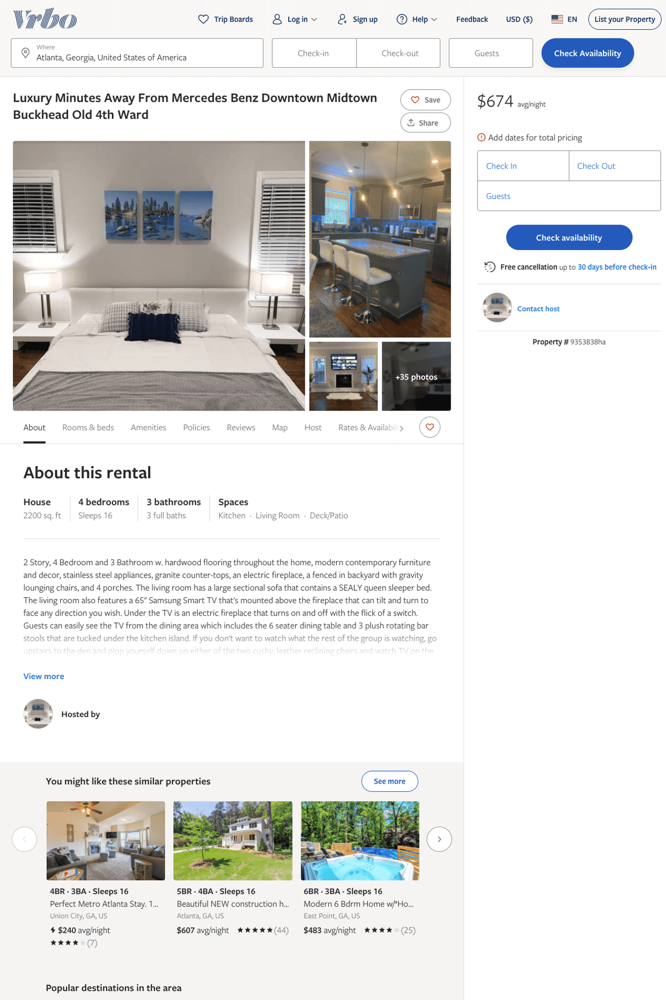 Vrbo
Trip Boards
Log in
Sign up
Help
Feedback
USD ($)
EN
List your Property
Where
Atlanta, Georgia, United States of America
Check-in
Check-out
Guests
Check Availability
Luxury Minutes Away From Mercedes Benz Downtown Midtown
Buckhead Old 4th Ward
Save
Share
+35 photos
$674 avg/night
Add dates for total pricing
Check In
Check Out
Guests
Check availability
Free cancellation up to 30 days before check-in
Contact host
Property # 9353838ha
About
Rooms & beds
Amenities
Policies
Reviews
Map
Host
Rates & Availabili
About this rental
House
2200 sq. ft
4 bedrooms
Sleeps 16
3 bathrooms
3 full baths
Spaces
Kitchen · Living Room · Deck/Patio
2 Story, 4 Bedroom and 3 Bathroom w. hardwood flooring throughout the home, modern contemporary furniture
and decor, stainless steel appliances, granite counter-tops, an electric fireplace, a fenced in backyard with gravity
lounging chairs, and 4 porches. The living room has a large sectional sofa that contains a SEALY queen sleeper bed.
The living room also features a 65" Samsung Smart TV that's mounted above the fireplace that can tilt and turn to
face any direction you wish. Under the TV is an electric fireplace that turns on and off with the flick of a switch.
Guests can easily see the TV from the dining area which includes the 6 seater dining table and 3 plush rotating bar
stools that are tucked under the kitchen island. If you don't want to watch what the rest of the group is watching, go
upstairs to the den and plop yourself down on either of the two cushy, leather reclining chairs and watch TV on the
View more
Hosted by
You might like these similar properties
See more
4BR · 3BA · Sleeps 16
Perfect Metro Atlanta Stay. 1...
Union City, GA, US
$240 avg/night
(7)
5BR · 4BA · Sleeps 16
Beautiful NEW construction h...
Atlanta, GA, US
$607 avg/night
(44)
6BR · 3BA · Sleeps 16
Modern 6 Bdrm Home w/*Ho...
East Point, GA, US
$483 avg/night
(25)
Popular destinations in the area